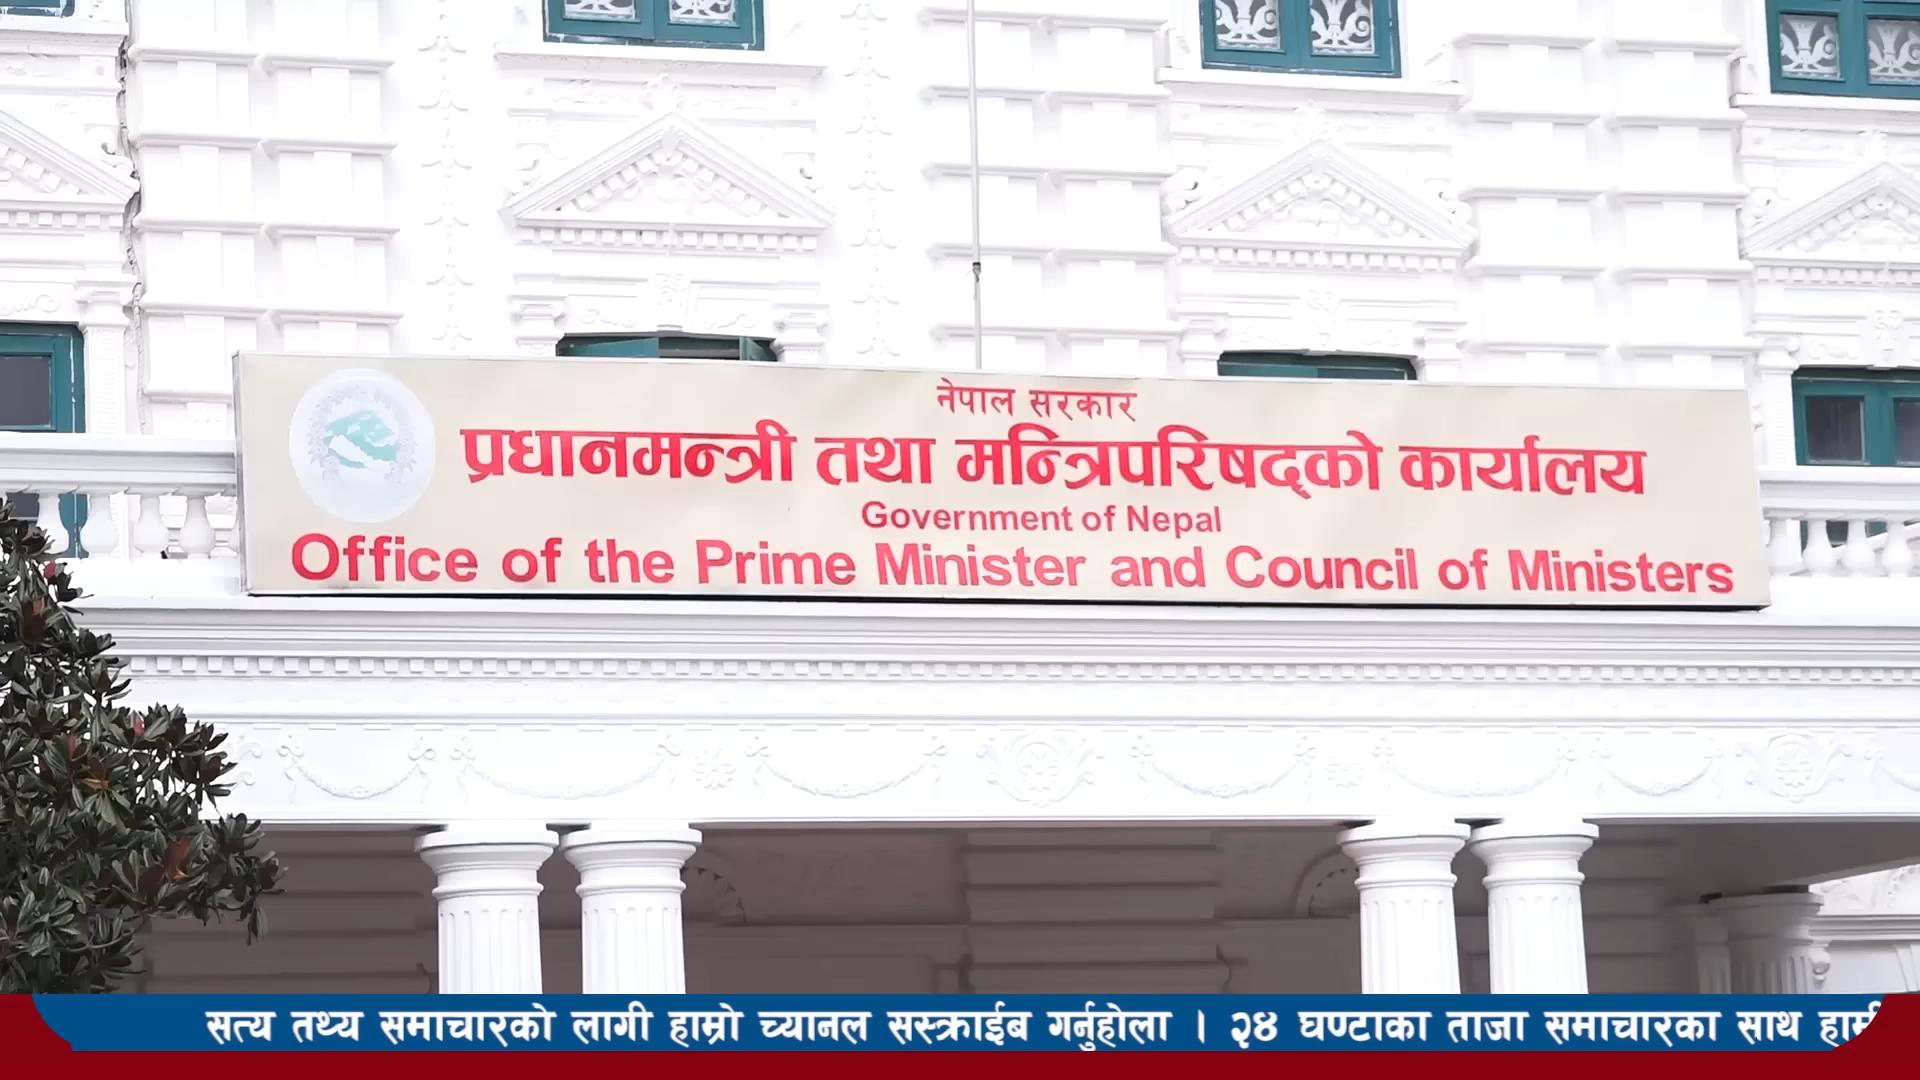 नेपाल सरकार
प्रधानमन्त्री तथा मन्त्रिपरिषद्को कार्यालय
Government of Nepal
Office of the Prime Minister and Council of Ministers
सत्य तथ्य समाचारको लागी हाम्रो च्यानल सस्क्राईब गर्नुहोला । २४ घण्टाका ताजा समाचारका साथ